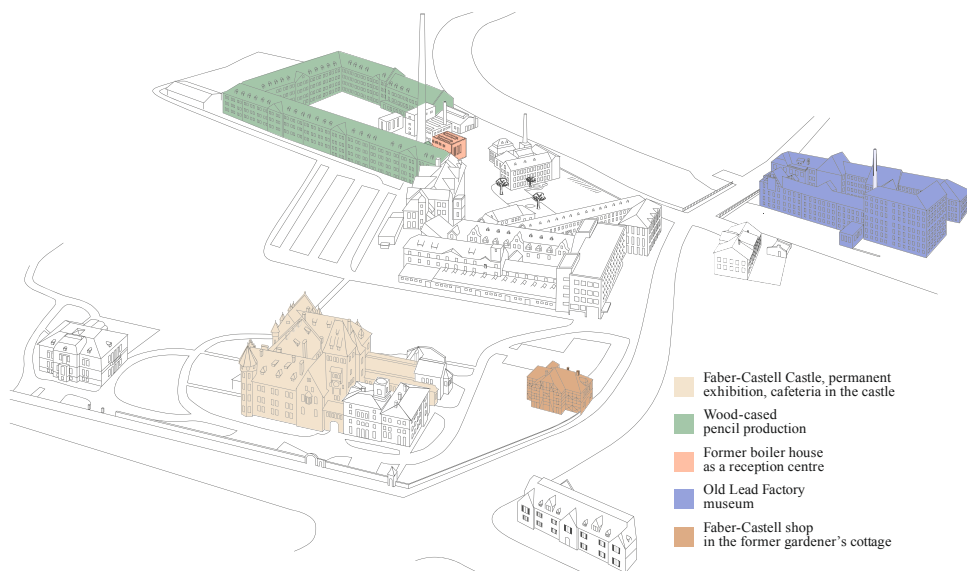 Faber-Castell Castle, permanent
exhibition, cafeteria in the castle
Wood-cased
pencil production
Former boiler house
as a reception centre
Old Lead Factory
museum
Faber-Castell shop
in the former gardener’s cottage